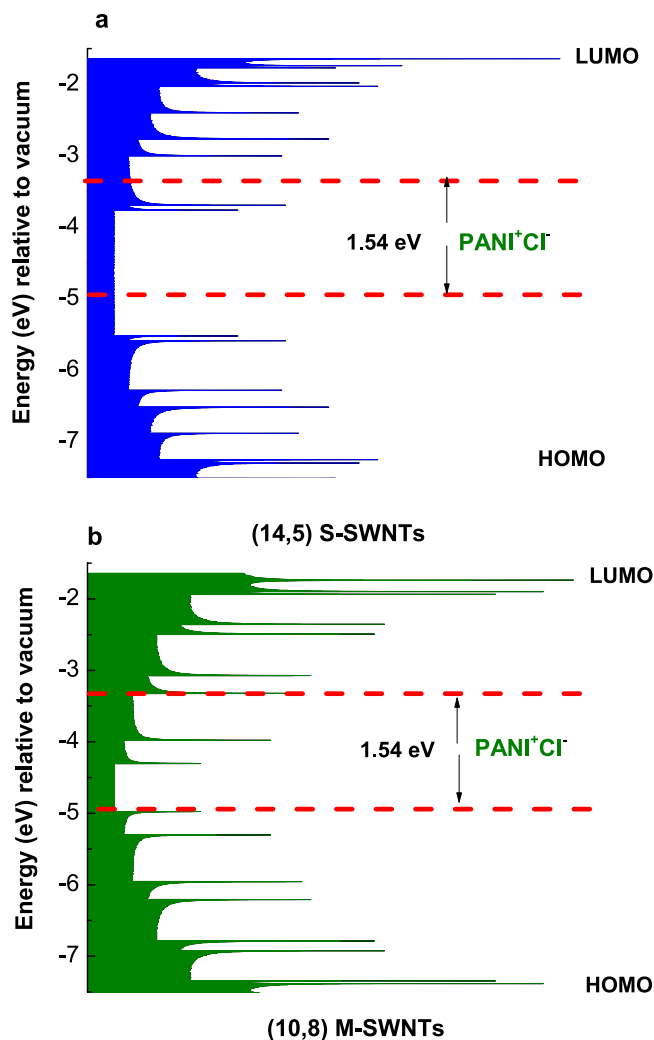 a
LUMO
-2
-3
-4
1.54 eV
PANI⁺Cl⁻
-5
-6
-7
HOMO
Energy (eV) relative to vacuum
(14,5) S-SWNTs
b
LUMO
-2
-3
-4
1.54 eV
PANI⁺Cl⁻
-5
-6
-7
HOMO
Energy (eV) relative to vacuum
(10,8) M-SWNTs